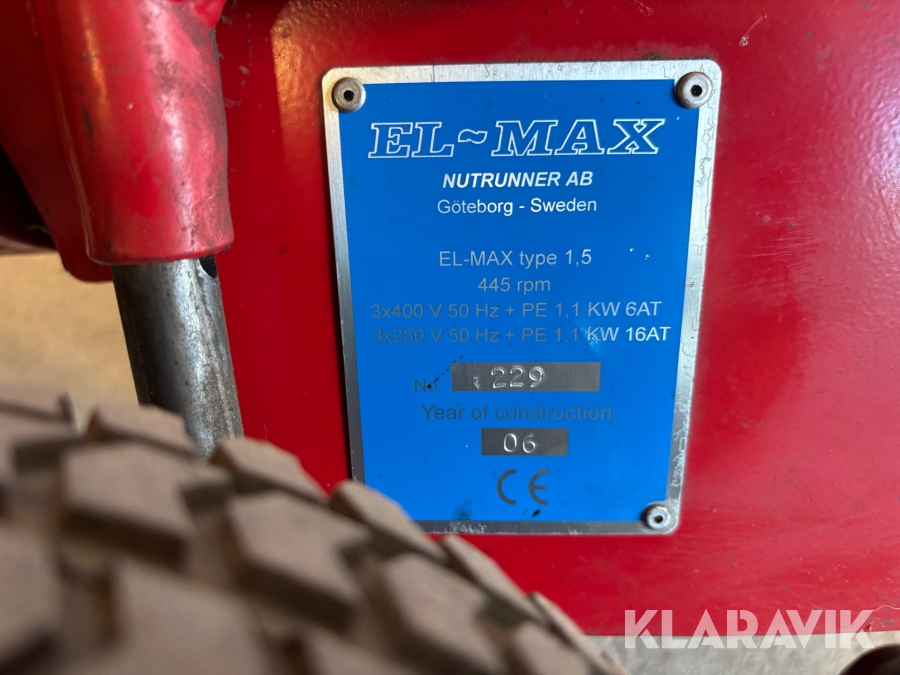 EL~MAX
NUTRUNNER AB
Göteborg - Sweden
EL-MAX type 1,5
445 rpm
3x400 V 50 Hz + PE 1,1 KW 6AT
3x230 V 50 Hz + PE 1,1 KW 16AT
No 229
Year of construction
06
CE
KLARAVIK